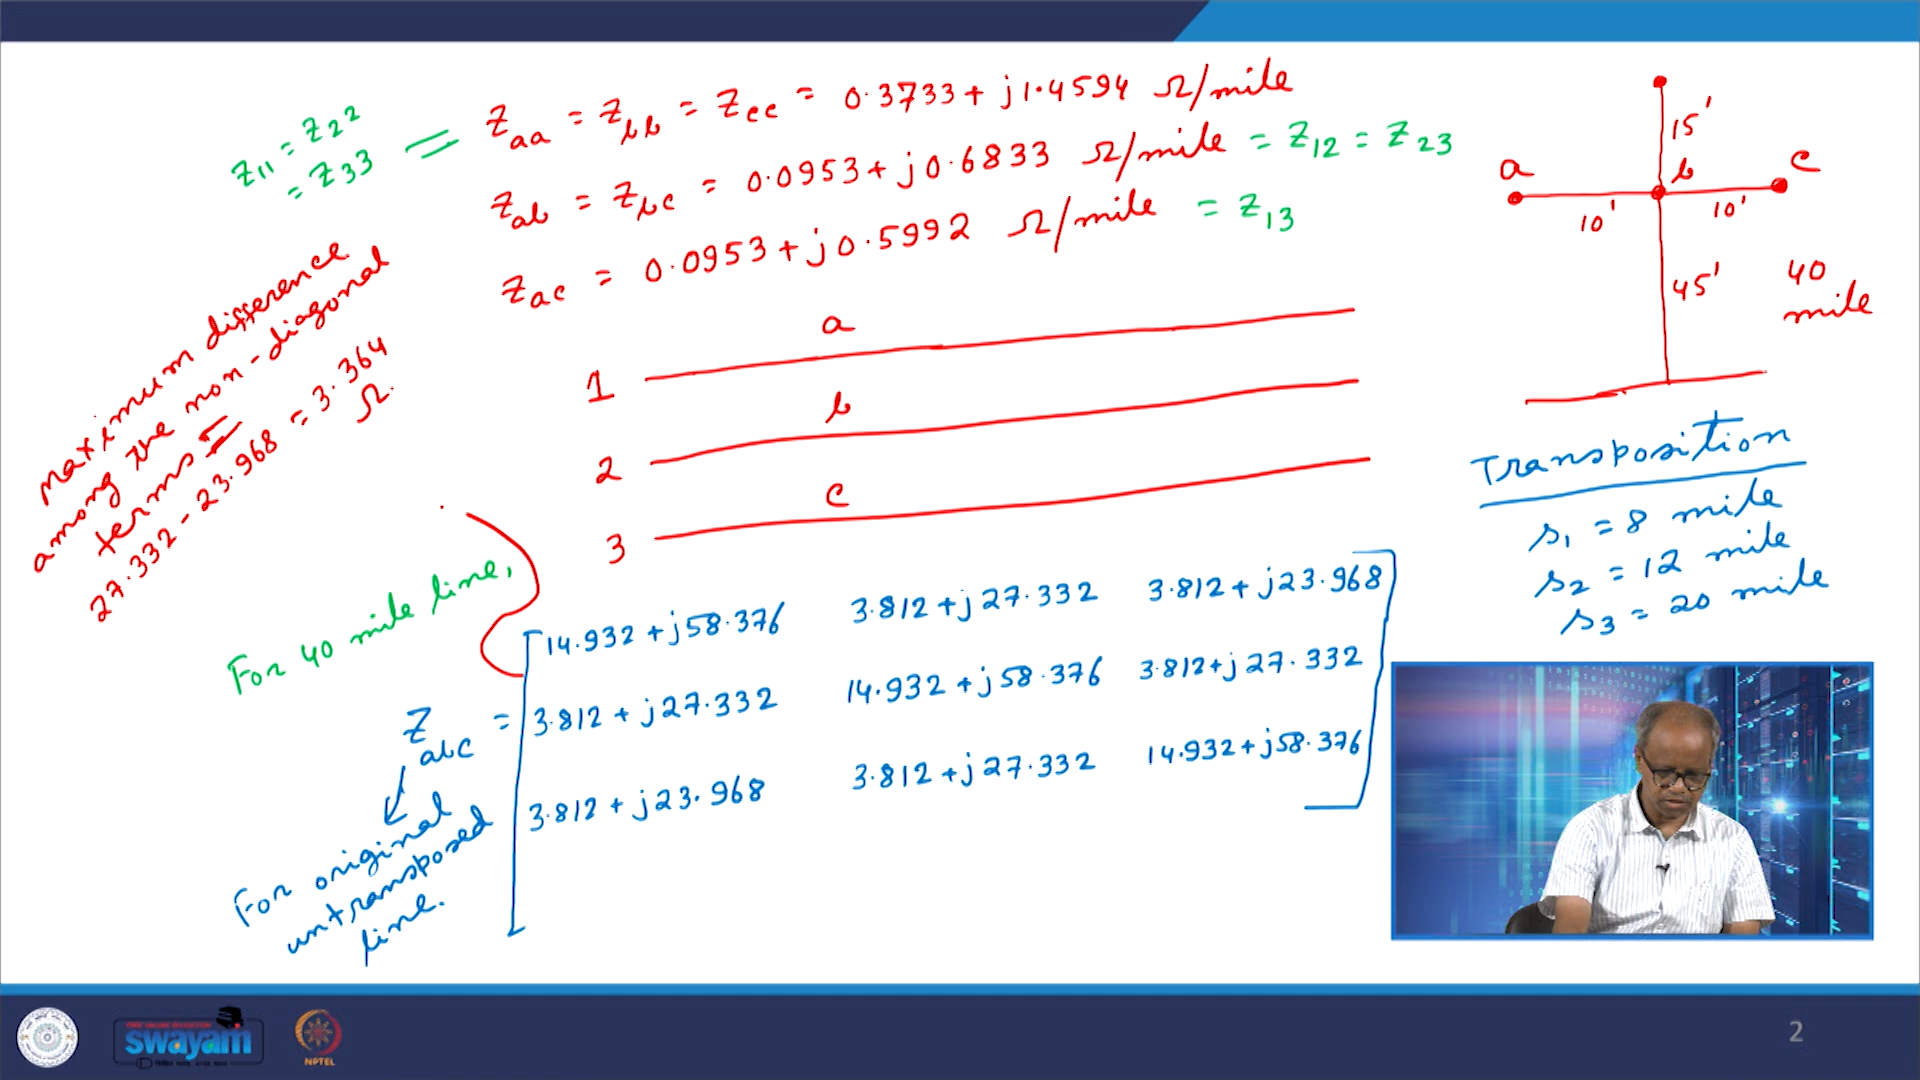 Z11 = Z22
= Z33
=
Zaa = Zbb = Zcc = 0.3733 + j1.4594 Ω/mile
Zab = Zbc = 0.0953 + j0.6833 Ω/mile = Z12 = Z23
Zac = 0.0953 + j0.5992 Ω/mile = Z13
15'
a
b
c
10'
10'
45'
40
mile
maximum difference
among the non-diagonal
terms =
27.332 - 23.968 = 3.364
Ω.
1
a
2
b
3
c
Transposition
s1 = 8 mile
s2 = 12 mile
s3 = 20 mile
For 40 mile line,
Zabc =
14.932 + j58.376 3.812 + j27.332 3.812 + j23.968
3.812 + j27.332 14.932 + j58.376 3.812 + j27.332
3.812 + j23.968 3.812 + j27.332 14.932 + j58.376
For original
untransposed
line.
swayam
NPTEL
2